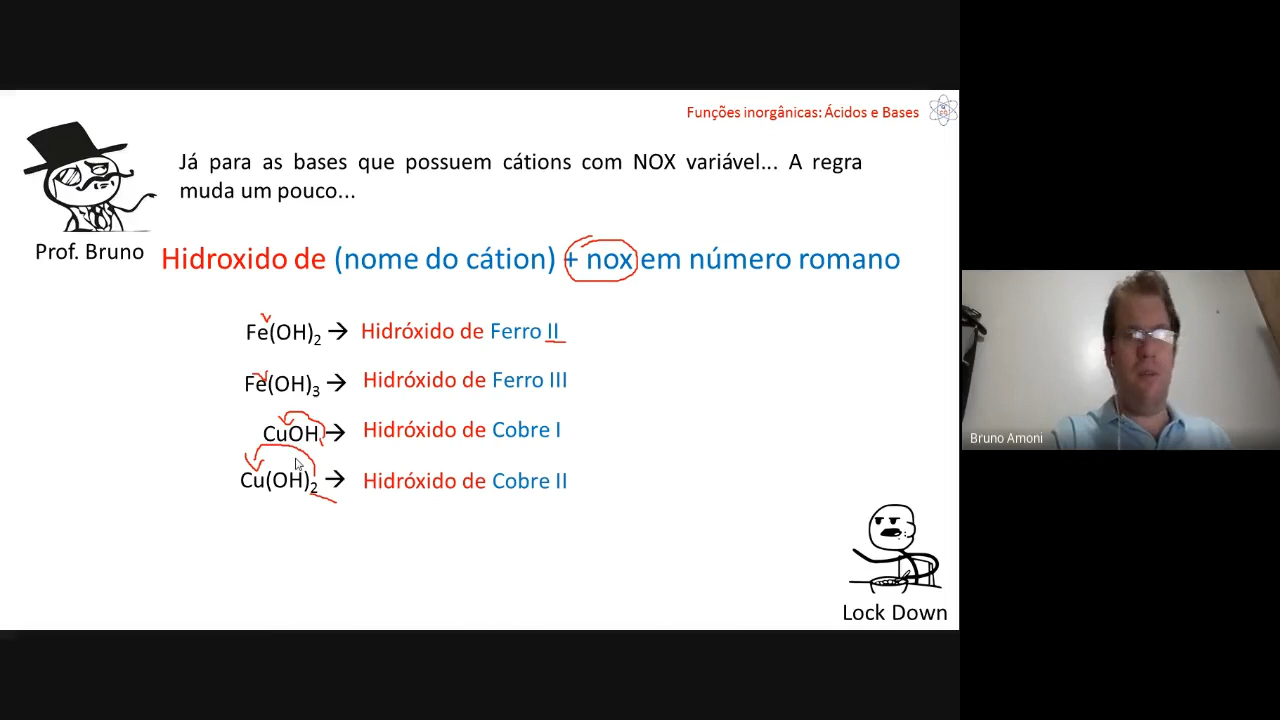 Funções inorgânicas: Ácidos e Bases
Já para as bases que possuem cátions com NOX variável... A regra
muda um pouco...
Prof. Bruno
Hidroxido de (nome do cátion) + nox em número romano
Fe(OH)₂ → Hidróxido de Ferro II
Fe(OH)₃ → Hidróxido de Ferro III
CuOH → Hidróxido de Cobre I
Cu(OH)₂ → Hidróxido de Cobre II
Bruno Amoni
Lock Down